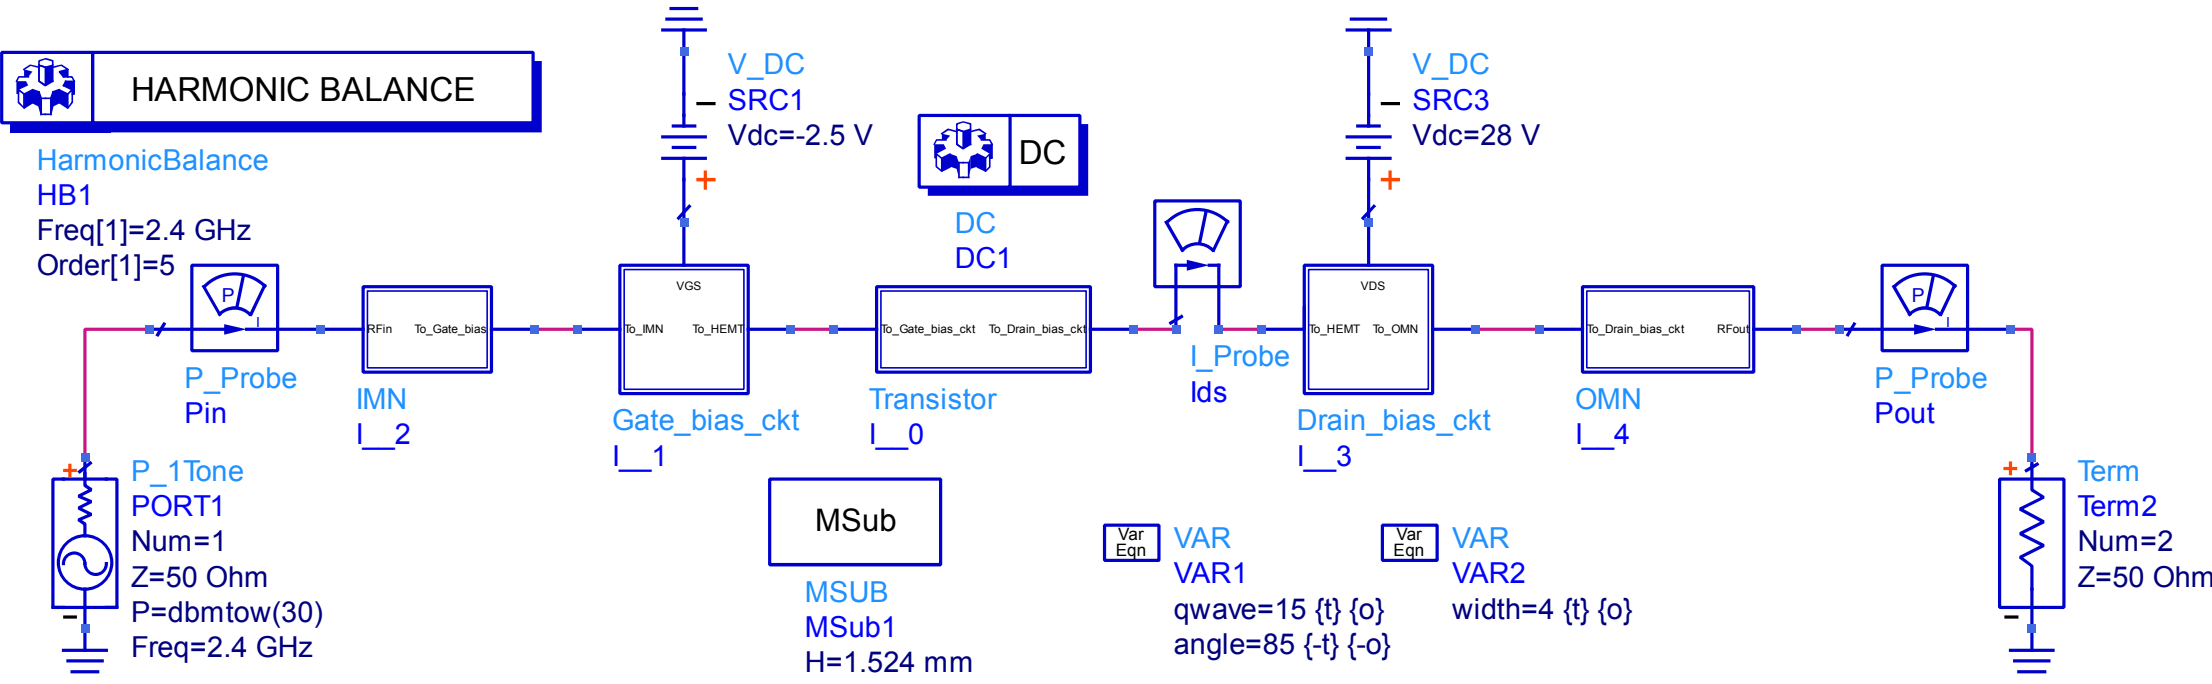 HARMONIC BALANCE
HarmonicBalance
HB1
Freq[1]=2.4 GHz
Order[1]=5
V_DC
SRC1
Vdc=-2.5 V
DC
DC
DC1
V_DC
SRC3
Vdc=28 V
P
I
P_Probe
Pin
RFin To_Gate_bias
IMN
I__2
VGS
To_IMN To_HEMT
Gate_bias_ckt
I__1
To_Gate_bias_ckt To_Drain_bias_ckt
Transistor
I__0
I_Probe
Ids
VDS
To_HEMT To_OMN
Drain_bias_ckt
I__3
To_Drain_bias_ckt RFout
OMN
I__4
P
I
P_Probe
Pout
+
P_1Tone
PORT1
Num=1
Z=50 Ohm
P=dbmtow(30)
Freq=2.4 GHz
MSub
MSUB
MSub1
H=1.524 mm
Var
Eqn
VAR
VAR1
qwave=15 {t} {o}
angle=85 {-t} {-o}
Var
Eqn
VAR
VAR2
width=4 {t} {o}
+
Term
Term2
Num=2
Z=50 Ohm